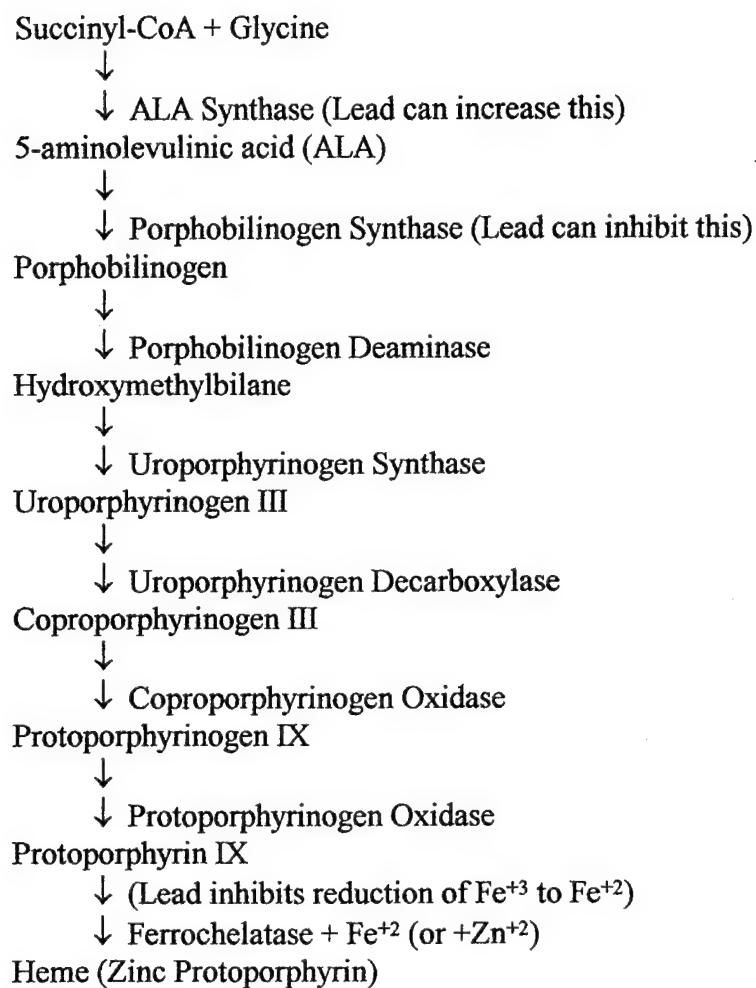 Succinyl-CoA + Glycine
↓
↓ ALA Synthase (Lead can increase this)
5-aminolevulinic acid (ALA)
↓
↓ Porphobilinogen Synthase (Lead can inhibit this)
Porphobilinogen
↓
↓ Porphobilinogen Deaminase
Hydroxymethylbilane
↓
↓ Uroporphyrinogen Synthase
Uroporphyrinogen III
↓
↓ Uroporphyrinogen Decarboxylase
Coproporphyrinogen III
↓
↓ Coproporphyrinogen Oxidase
Protoporphyrinogen IX
↓
↓ Protoporphyrinogen Oxidase
Protoporphyrin IX
↓ (Lead inhibits reduction of Fe⁺³ to Fe⁺²)
↓ Ferrochelatase + Fe⁺² (or +Zn⁺²)
Heme (Zinc Protoporphyrin)